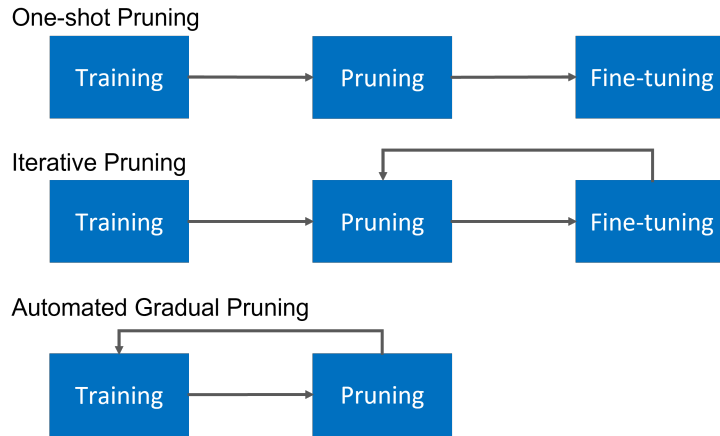 One-shot Pruning
Training Pruning Fine-tuning
Iterative Pruning
Training Pruning Fine-tuning
Automated Gradual Pruning
Training Pruning